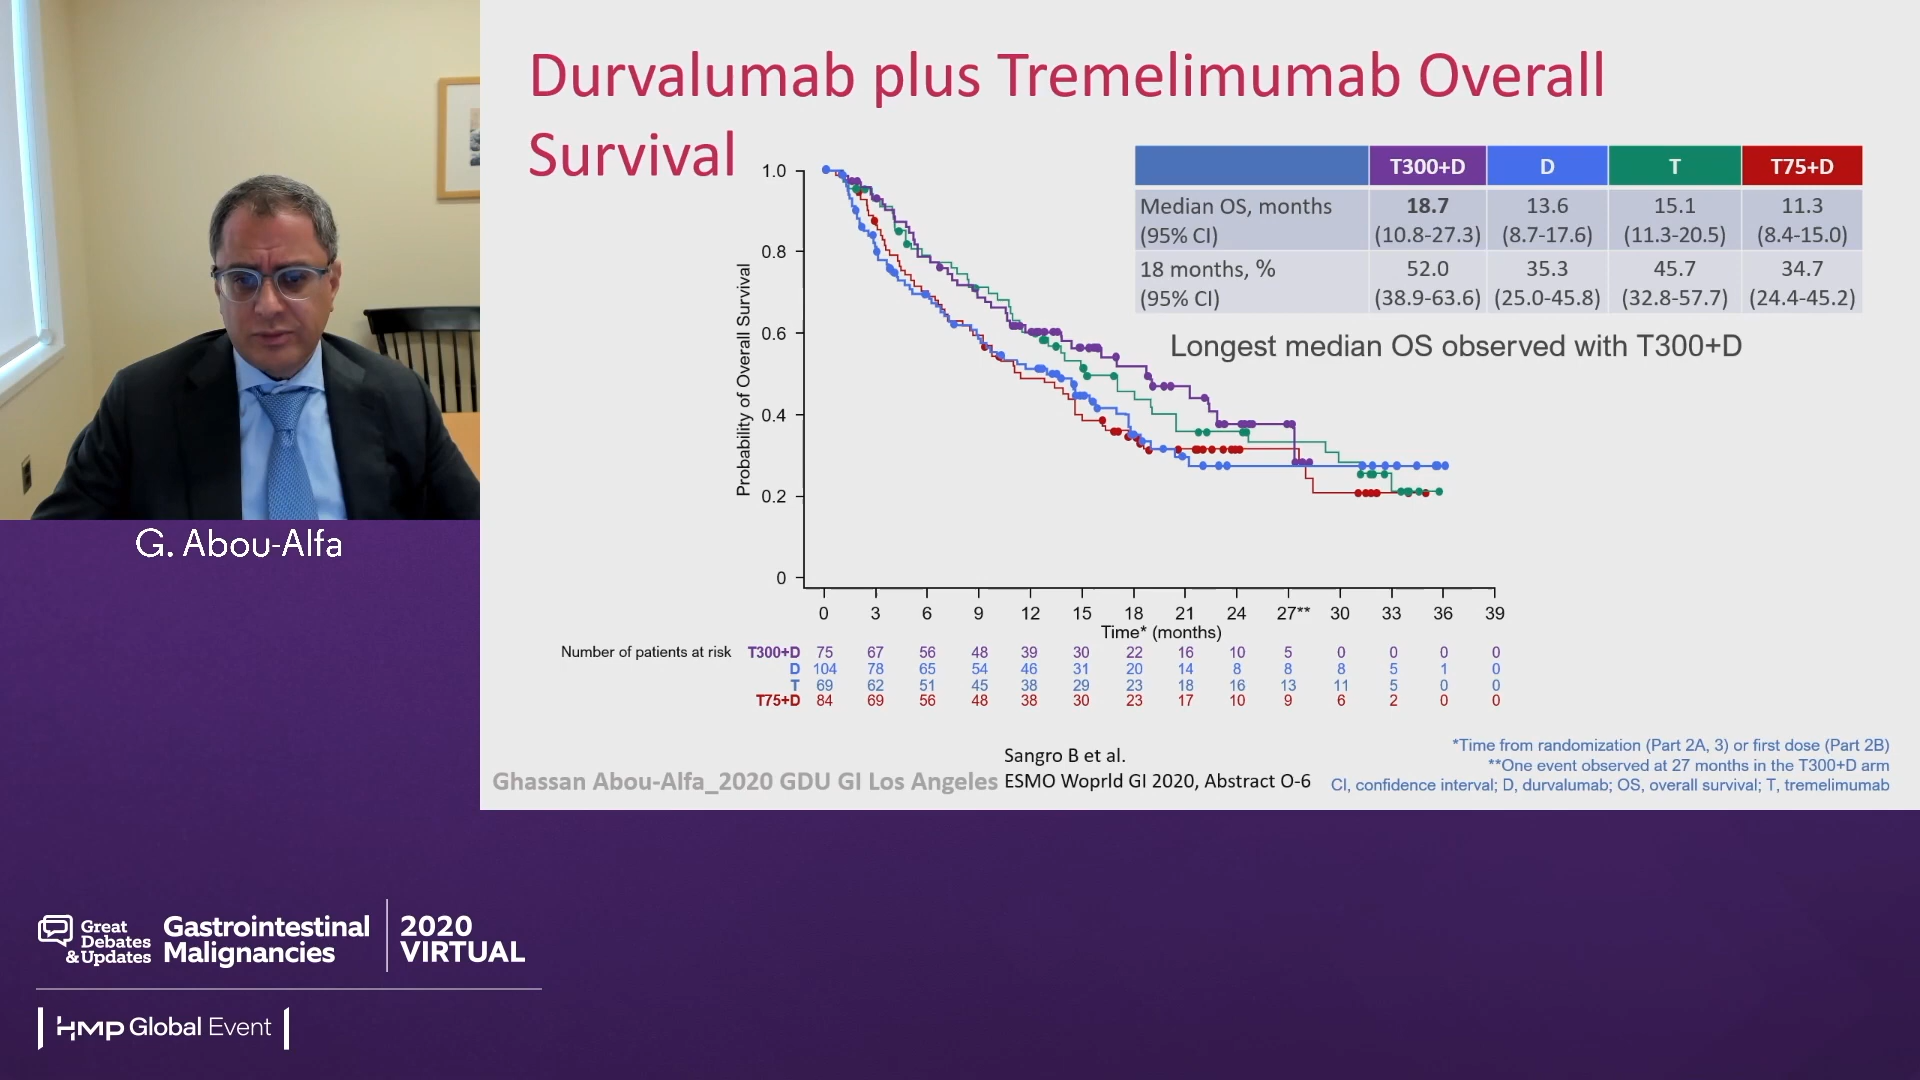 Durvalumab plus Tremelimumab Overall
Survival
T300+D D T T75+D
Median OS, months 18.7 13.6 15.1 11.3
(95% CI) (10.8-27.3) (8.7-17.6) (11.3-20.5) (8.4-15.0)
18 months, % 52.0 35.3 45.7 34.7
(95% CI) (38.9-63.6) (25.0-45.8) (32.8-57.7) (24.4-45.2)
Longest median OS observed with T300+D
Probability of Overall Survival
1.0
0.8
0.6
0.4
0.2
0
0 3 6 9 12 15 18 21 24 27** 30 33 36 39
Time* (months)
Number of patients at risk T300+D 75 67 56 48 39 30 22 16 10 5 0 0 0 0
D 104 78 65 54 46 31 20 14 8 8 8 5 1 0
T 69 62 51 45 38 29 23 18 16 13 11 5 0 0
T75+D 84 69 56 48 38 30 23 17 10 9 6 2 0 0
*Time from randomization (Part 2A, 3) or first dose (Part 2B)
**One event observed at 27 months in the T300+D arm
CI, confidence interval; D, durvalumab; OS, overall survival; T, tremelimumab
Sangro B et al.
ESMO Woprld GI 2020, Abstract O-6
Ghassan Abou-Alfa_2020 GDU GI Los Angeles
G. Abou-Alfa
Great
Debates
&Updates
Gastrointestinal
Malignancies
2020
VIRTUAL
HMP Global Event